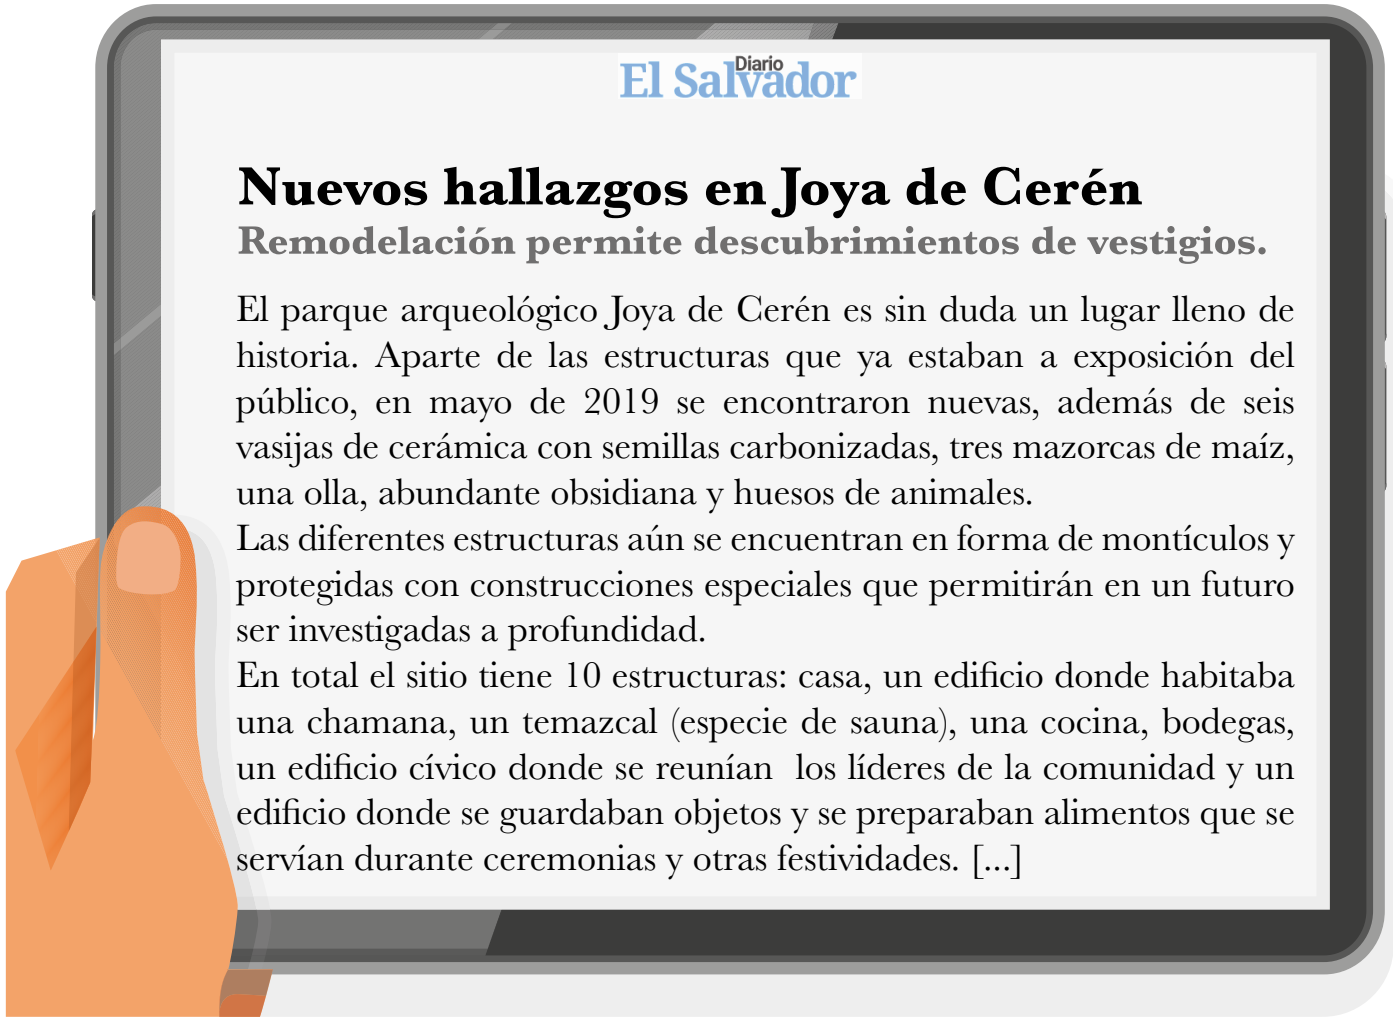 Diario
El Salvador
Nuevos hallazgos en Joya de Cerén
Remodelación permite descubrimientos de vestigios.
El parque arqueológico Joya de Cerén es sin duda un lugar lleno de
historia. Aparte de las estructuras que ya estaban a exposición del
público, en mayo de 2019 se encontraron nuevas, además de seis
vasijas de cerámica con semillas carbonizadas, tres mazorcas de maíz,
una olla, abundante obsidiana y huesos de animales.
Las diferentes estructuras aún se encuentran en forma de montículos y
protegidas con construcciones especiales que permitirán en un futuro
ser investigadas a profundidad.
En total el sitio tiene 10 estructuras: casa, un edificio donde habitaba
una chamana, un temazcal (especie de sauna), una cocina, bodegas,
un edificio cívico donde se reunían los líderes de la comunidad y un
edificio donde se guardaban objetos y se preparaban alimentos que se
servían durante ceremonias y otras festividades. [...]